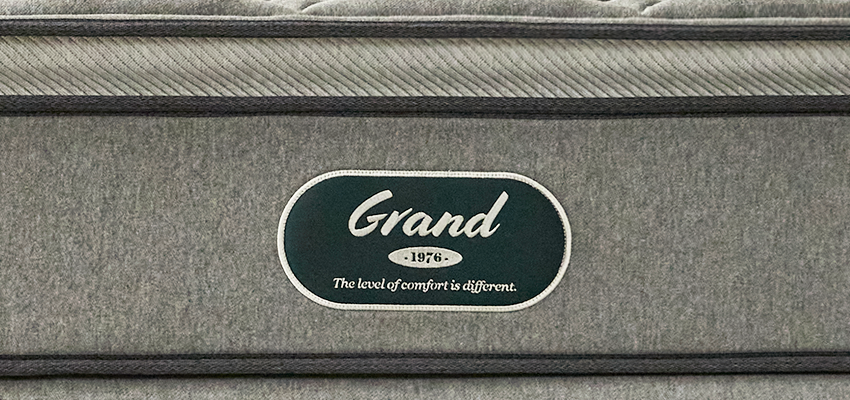 Grand
-1976-
The level of comfort is different.